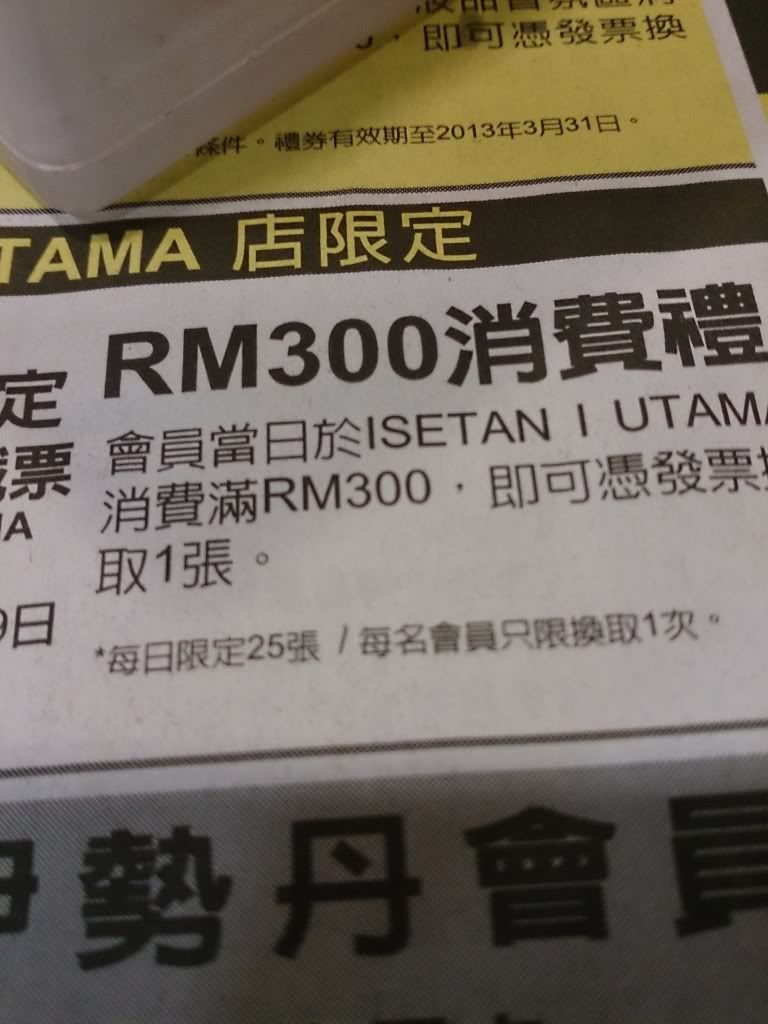 即可憑發票換
條件。禮券有效期至2013年3月31日。
TAMA 店限定
定
票
9日
RM300消費禮
會員當日於ISETAN I UTAMA
消費滿RM300，即可憑發票換
取1張。
*每日限定25張 / 每名會員只限換取1次。
勢丹會員